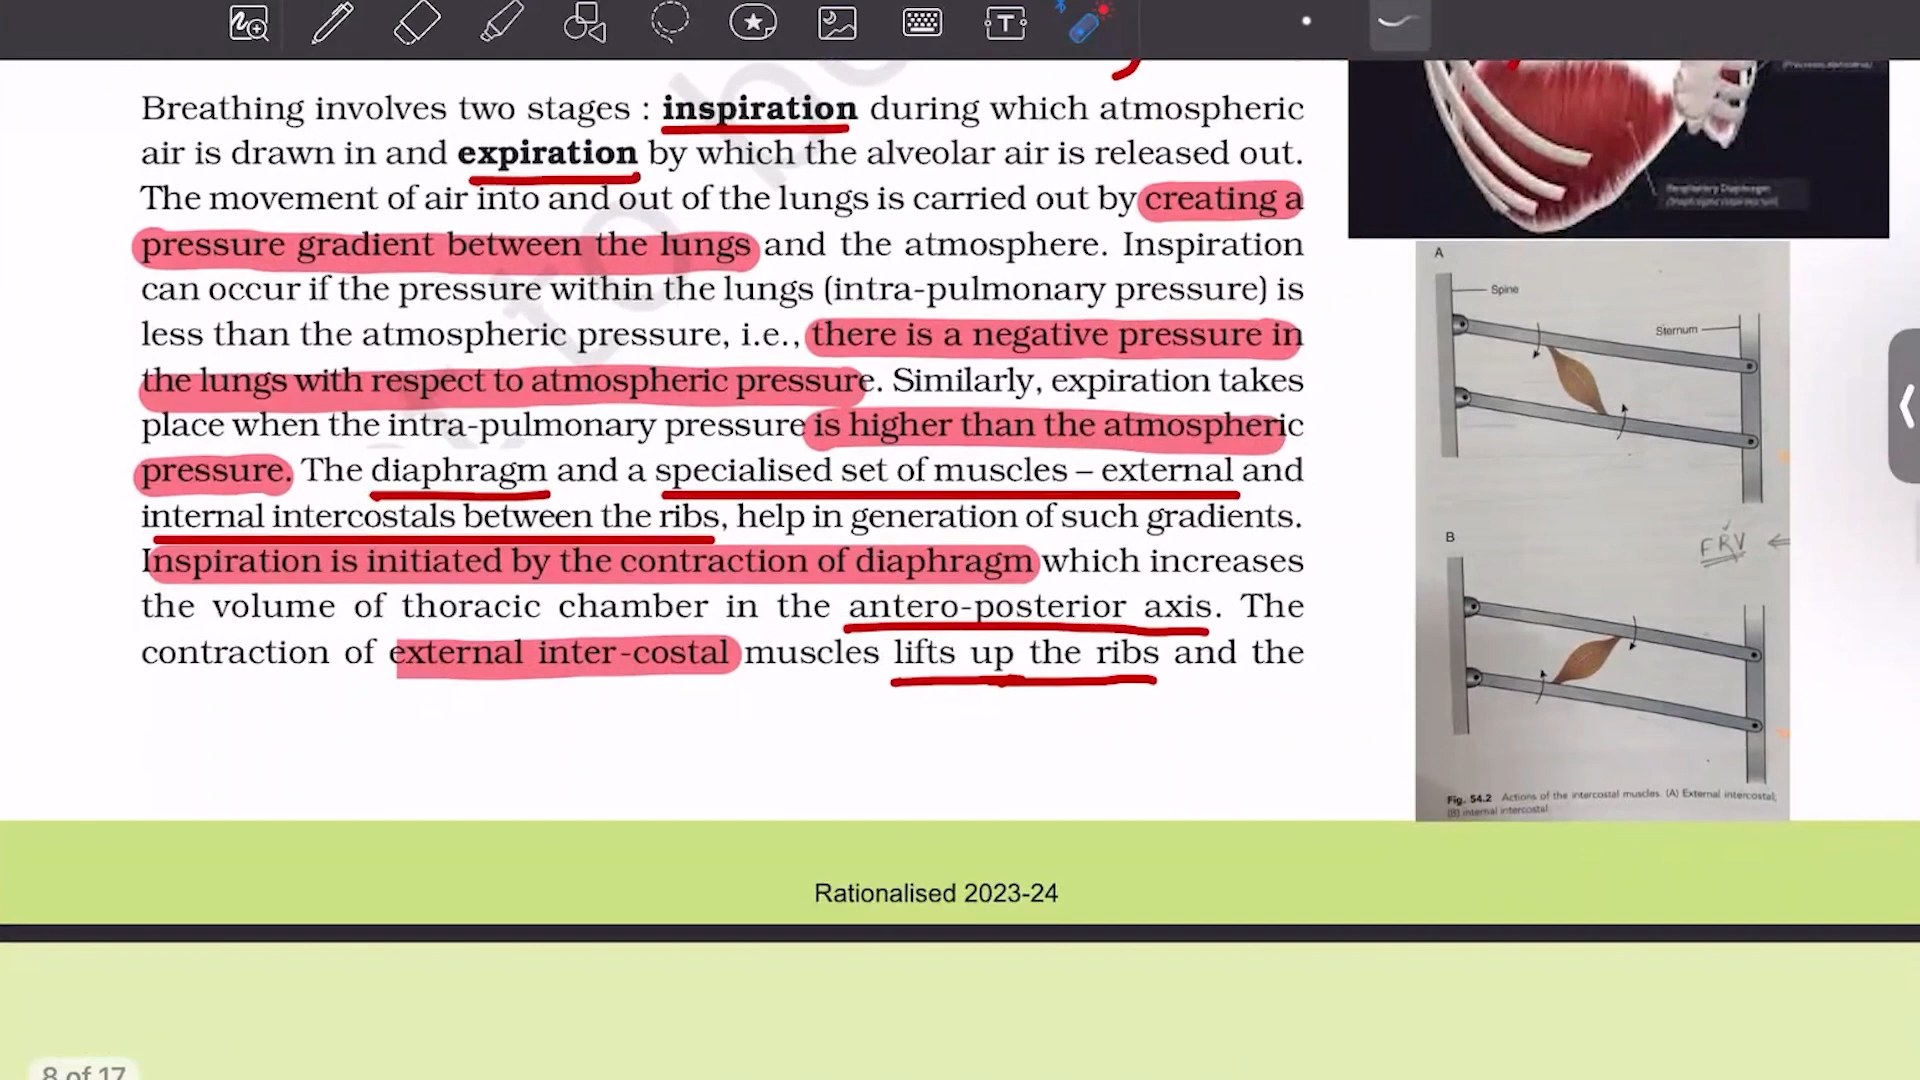 Breathing involves two stages : inspiration during which atmospheric
air is drawn in and expiration by which the alveolar air is released out.
The movement of air into and out of the lungs is carried out by creating a
pressure gradient between the lungs and the atmosphere. Inspiration
can occur if the pressure within the lungs (intra-pulmonary pressure) is
less than the atmospheric pressure, i.e., there is a negative pressure in
the lungs with respect to atmospheric pressure. Similarly, expiration takes
place when the intra-pulmonary pressure is higher than the atmospheric
pressure. The diaphragm and a specialised set of muscles – external and
internal intercostals between the ribs, help in generation of such gradients.
Inspiration is initiated by the contraction of diaphragm which increases
the volume of thoracic chamber in the antero-posterior axis. The
contraction of external inter-costal muscles lifts up the ribs and the
Respiratory Diaphragm
A
Spine
Sternum
B
FRV
Fig. 54.2 Actions of the intercostal muscles. (A) External intercostal;
(B) internal intercostal.
Rationalised 2023-24
8 of 17